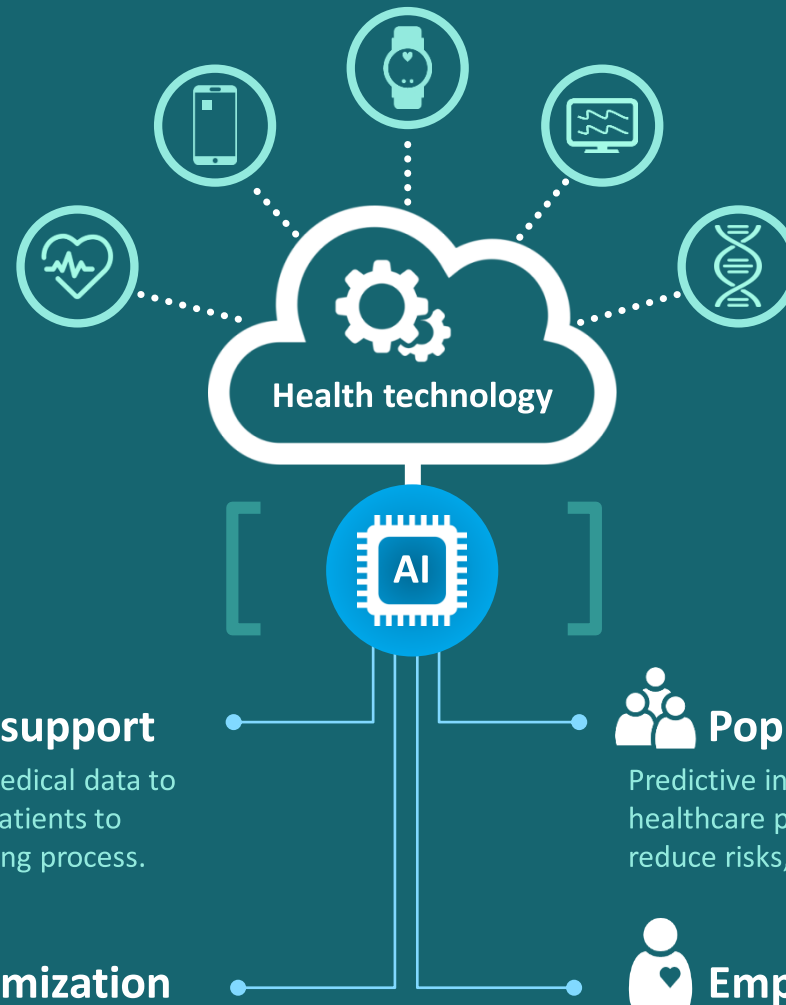 Health technology
AI
support
edical data to
atients to
ng process.
Pop
Predictive in
healthcare p
reduce risks,
mization
Emp